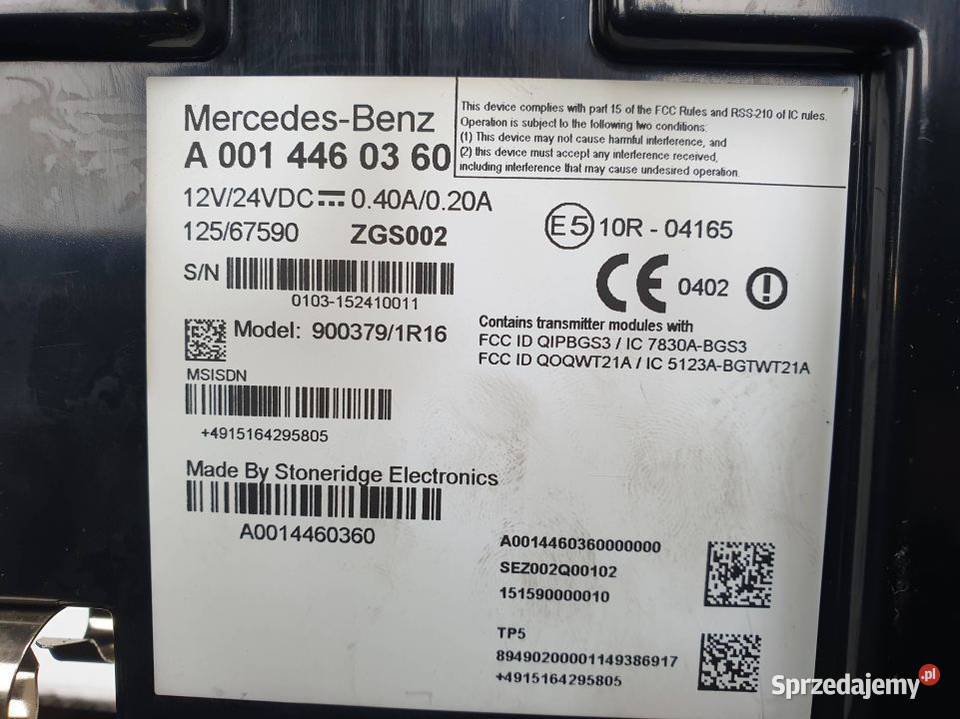 Mercedes-Benz
A 001 446 03 60
This device complies with part 15 of the FCC Rules and RSS-210 of IC rules.
Operation is subject to the following two conditions:
(1) This device may not cause harmful interference, and
(2) this device must accept any interference received,
including interference that may cause undesired operation.
12V/24VDC 0.40A/0.20A
125/67590 ZGS002
E5 10R - 04165
S/N
0103-152410011
CE 0402
Model: 900379/1R16
Contains transmitter modules with
FCC ID QIPBGS3 / IC 7830A-BGS3
FCC ID QOQWT21A / IC 5123A-BGTWT21A
MSISDN
+4915164295805
Made By Stoneridge Electronics
A0014460360
A0014460360000000
SEZ002Q00102
151590000010
TP5
89490200001149386917
+4915164295805
Sprzedajemy.pl